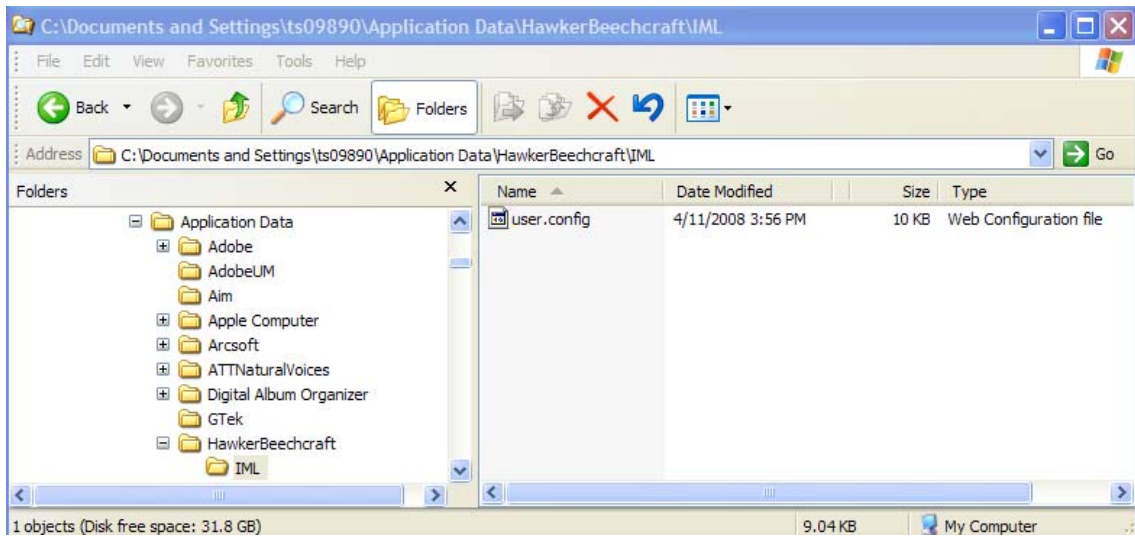 C:\Documents and Settings\ts09890\Application Data\HawkerBeechcraft\IML
File Edit View Favorites Tools Help
Back Search Folders
Address C:\Documents and Settings\ts09890\Application Data\HawkerBeechcraft\IML Go
Folders
Name Date Modified Size Type
Application Data
Adobe
AdobeUM
Aim
Apple Computer
Arcsoft
ATTNaturalVoices
Digital Album Organizer
GTek
HawkerBeechcraft
IML
user.config 4/11/2008 3:56 PM 10 KB Web Configuration file
1 objects (Disk free space: 31.8 GB) 9.04 KB My Computer